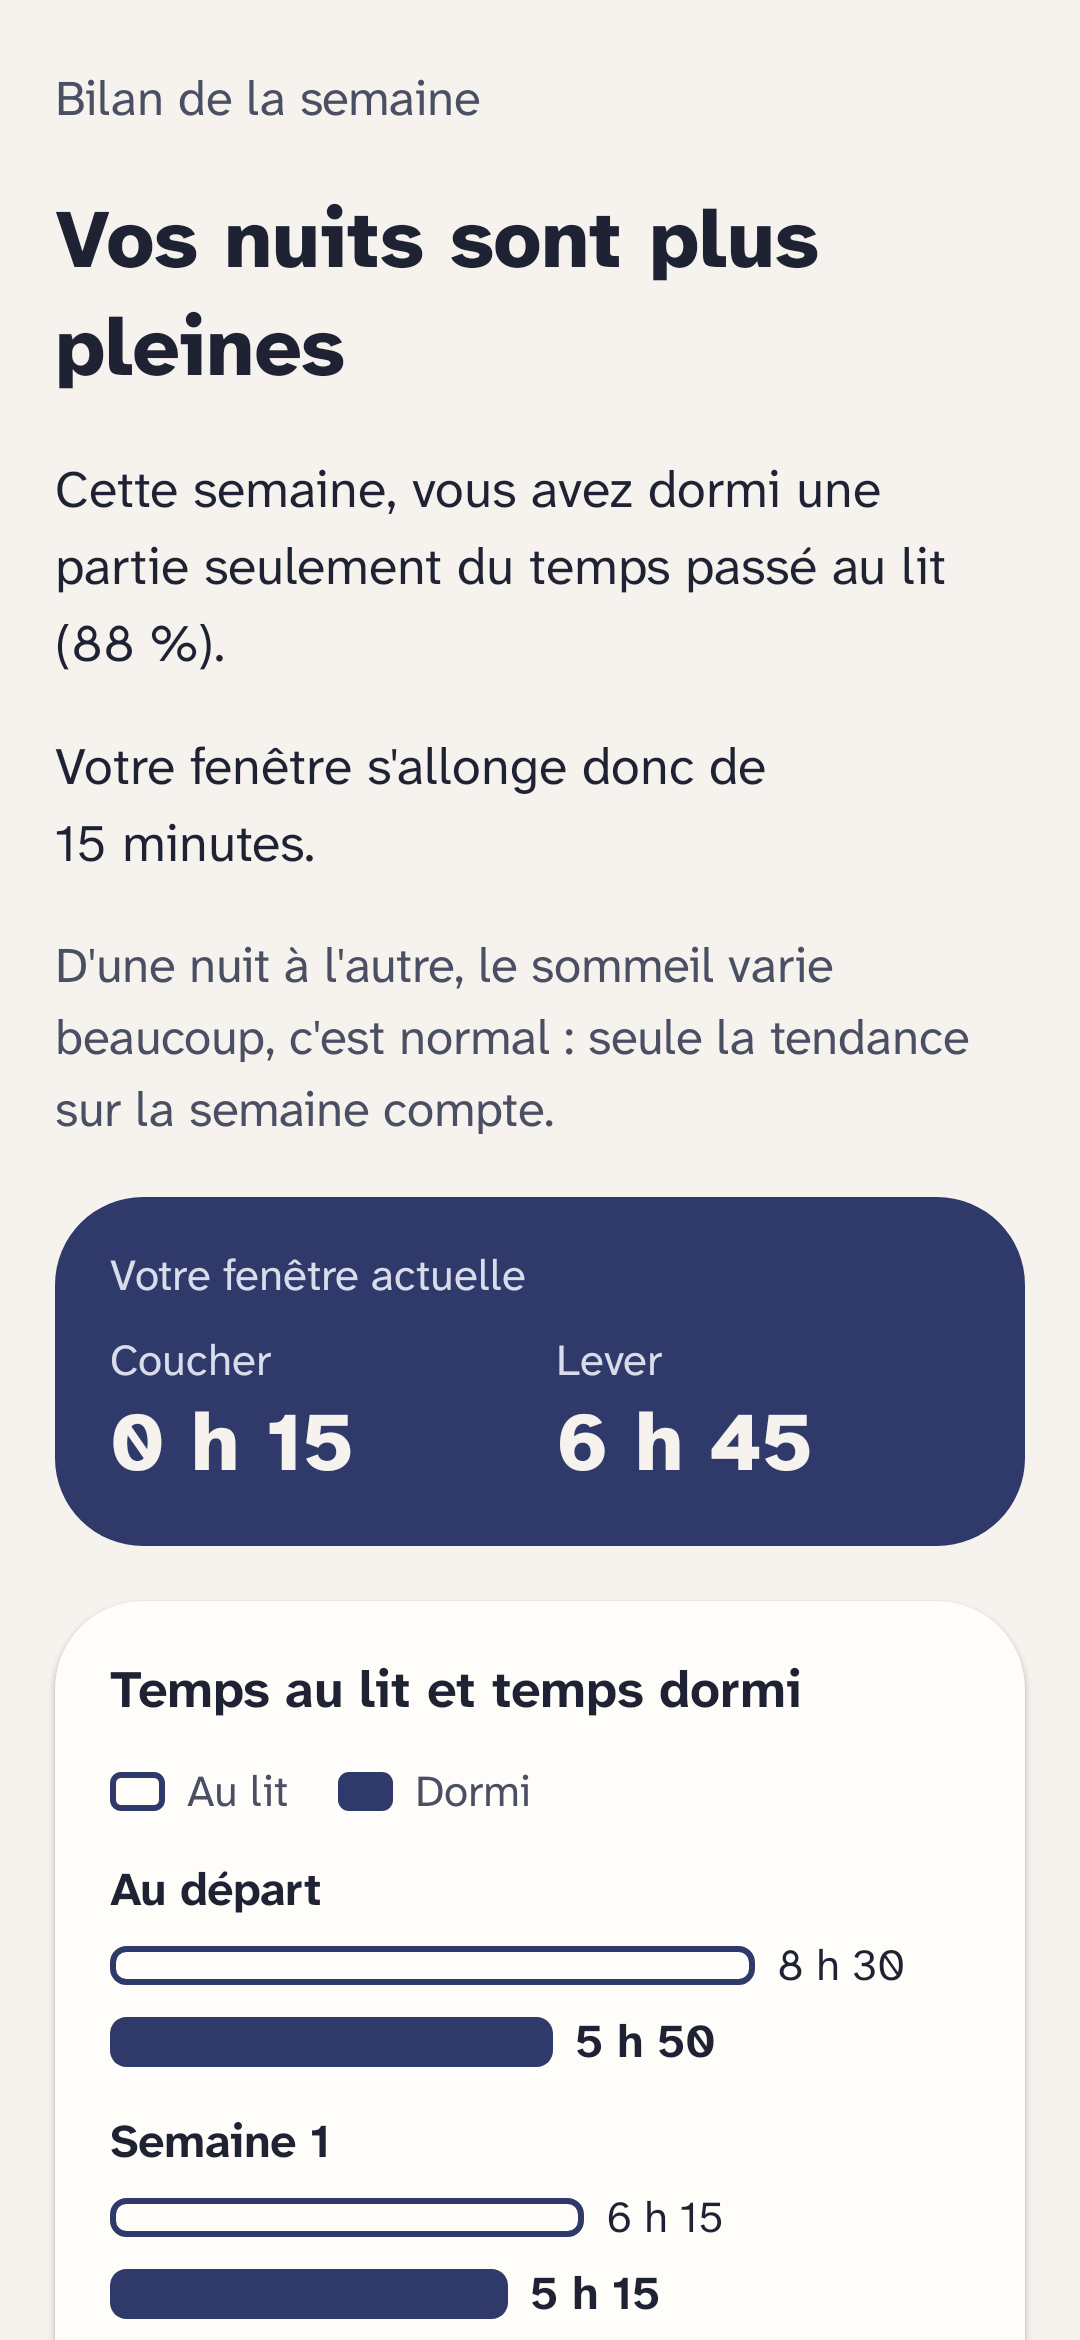 Bilan de la semaine
Vos nuits sont plus
pleines
Cette semaine, vous avez dormi une
partie seulement du temps passé au lit
(88 %).
Votre fenêtre s'allonge donc de
15 minutes.
D'une nuit à l'autre, le sommeil varie
beaucoup, c'est normal : seule la tendance
sur la semaine compte.
Votre fenêtre actuelle
Coucher Lever
0 h 15 6 h 45
Temps au lit et temps dormi
Au lit Dormi
Au départ
8 h 30
5 h 50
Semaine 1
6 h 15
5 h 15